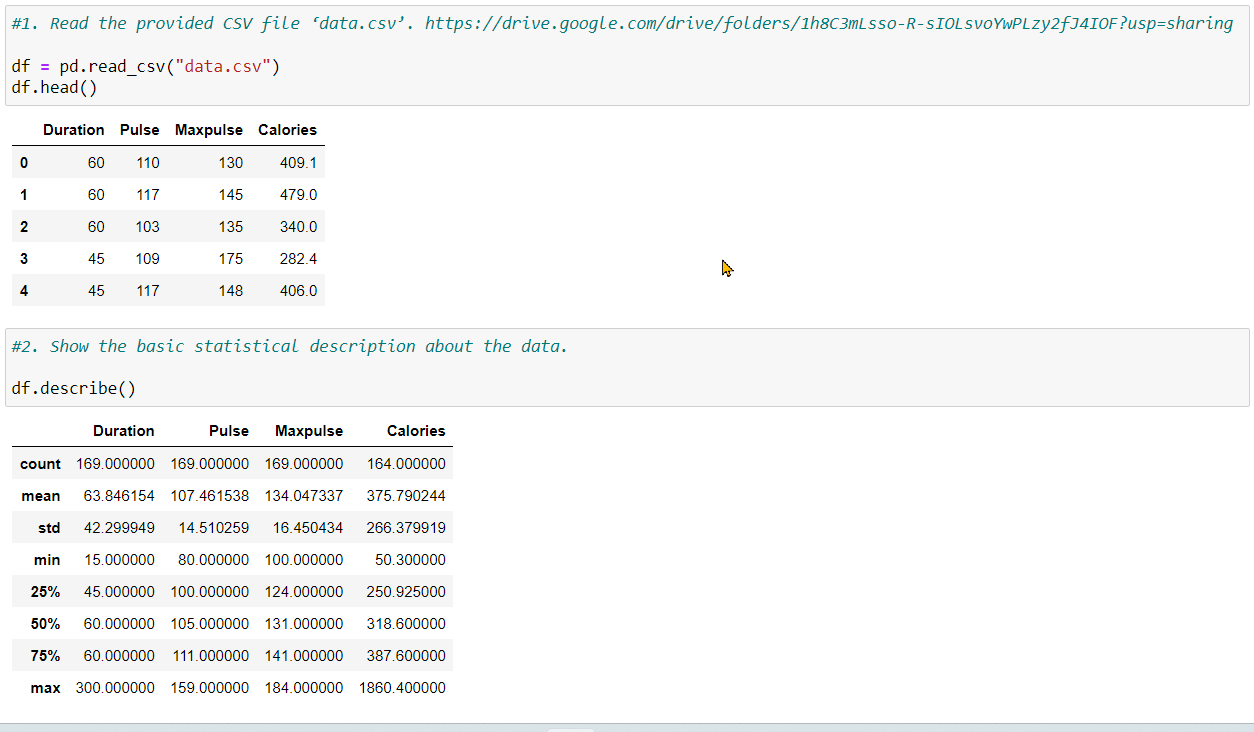 #1. Read the provided CSV file ‘data.csv’. https://drive.google.com/drive/folders/1h8C3mLsso-R-sIOLsvoYwPLzy2fJ4IOF?usp=sharing
df = pd.read_csv("data.csv")
df.head()
Duration Pulse Maxpulse Calories
0 60 110 130 409.1
1 60 117 145 479.0
2 60 103 135 340.0
3 45 109 175 282.4
4 45 117 148 406.0
#2. Show the basic statistical description about the data.
df.describe()
Duration Pulse Maxpulse Calories
count 169.000000 169.000000 169.000000 164.000000
mean 63.846154 107.461538 134.047337 375.790244
std 42.299949 14.510259 16.450434 266.379919
min 15.000000 80.000000 100.000000 50.300000
25% 45.000000 100.000000 124.000000 250.925000
50% 60.000000 105.000000 131.000000 318.600000
75% 60.000000 111.000000 141.000000 387.600000
max 300.000000 159.000000 184.000000 1860.400000